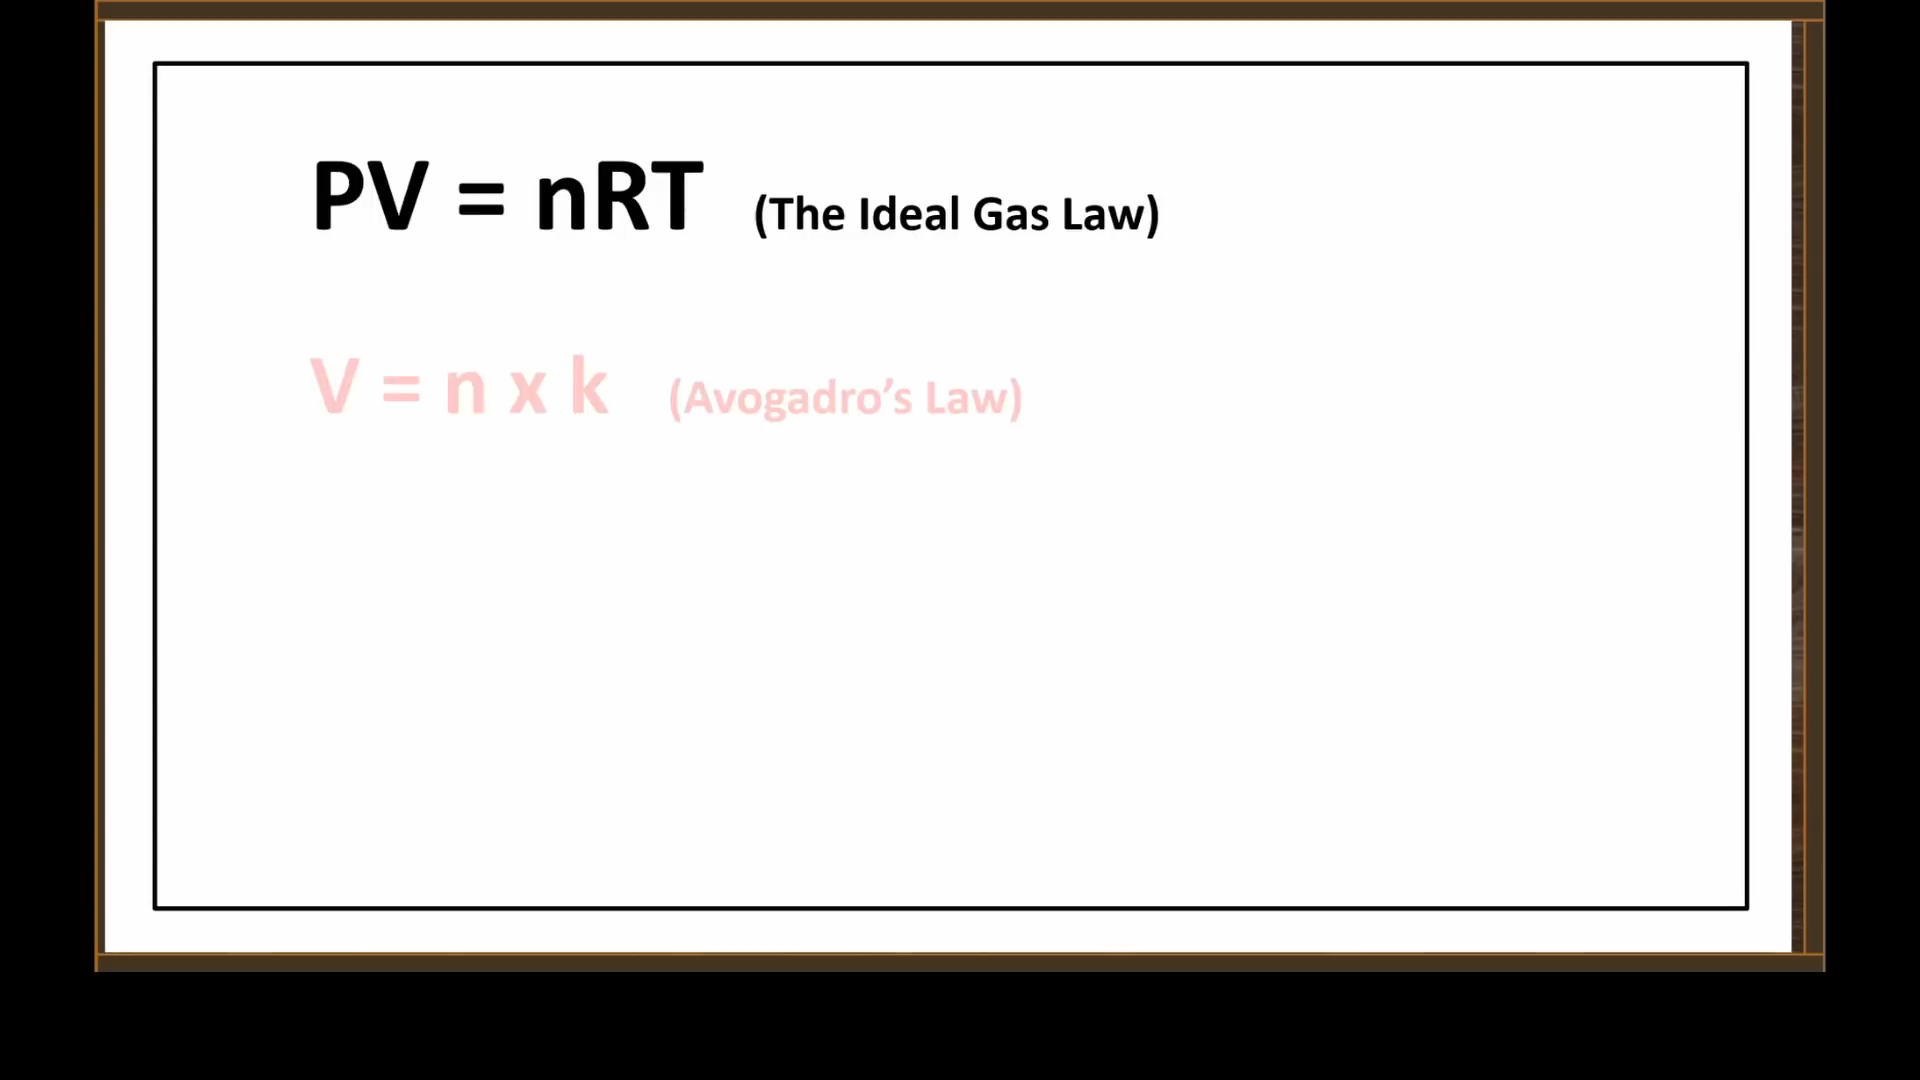 PV = nRT (The Ideal Gas Law)
V = n x k (Avogadro’s Law)